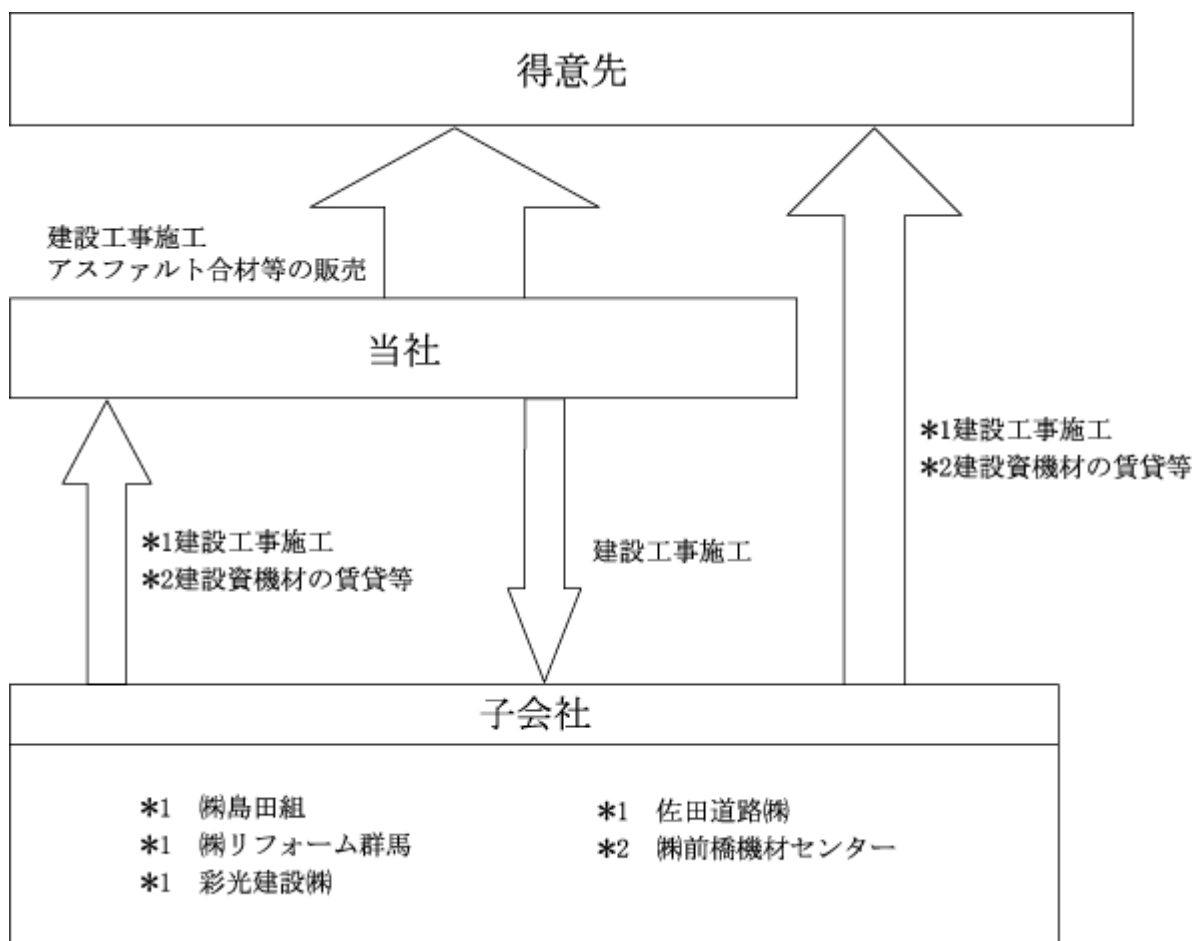 得意先
建設工事施工
アスファルト合材等の販売
当社
*1建設工事施工
*2建設資機材の賃貸等
*1建設工事施工
*2建設資機材の賃貸等
建設工事施工
子会社
*1 ㈱島田組
*1 ㈱リフォーム群馬
*1 彩光建設㈱
*1 佐田道路㈱
*2 ㈱前橋機材センター